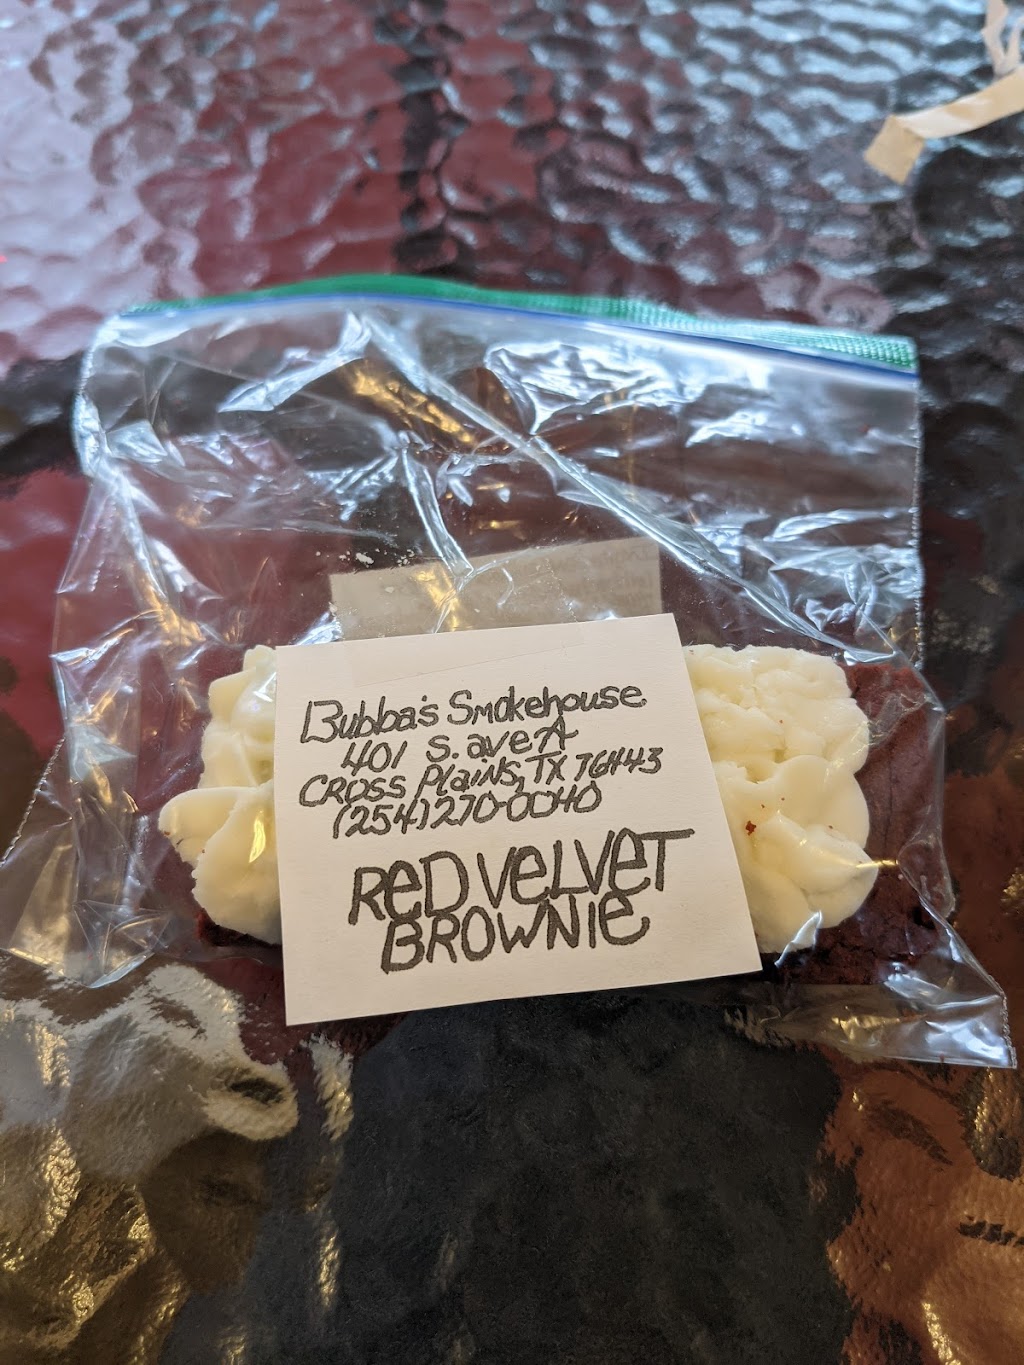 Bubba's Smokehouse
401 S. ave A
CROSS Plains, TX 76443
(254)270-0040
RED VELVET
BROWNIE